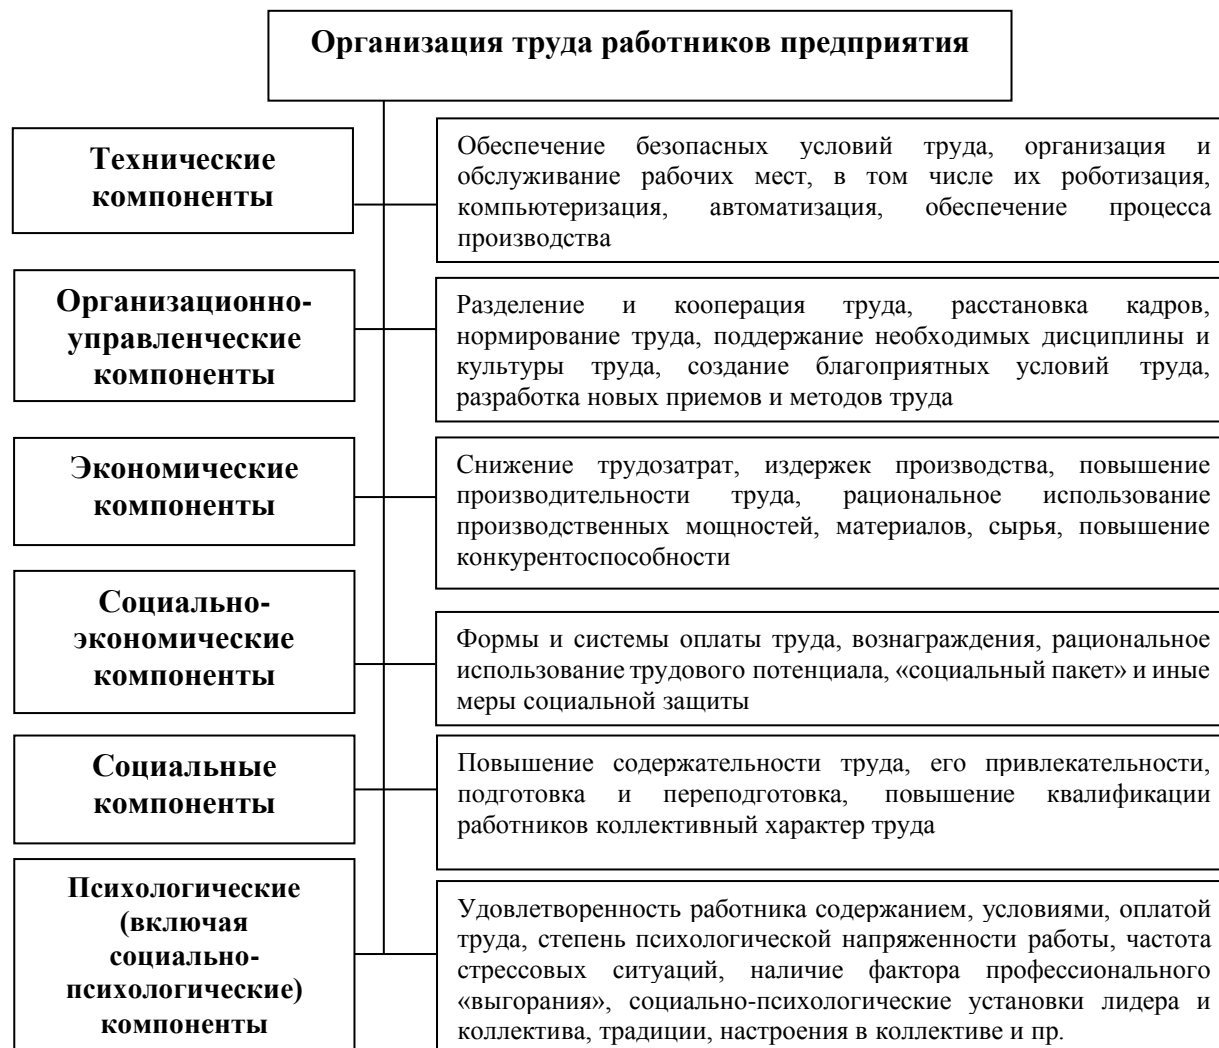 Организация труда работников предприятия
Технические
компоненты
Обеспечение безопасных условий труда, организация и
обслуживание рабочих мест, в том числе их роботизация,
компьютеризация, автоматизация, обеспечение процесса
производства
Организационно-
управленческие
компоненты
Разделение и кооперация труда, расстановка кадров,
нормирование труда, поддержание необходимых дисциплины и
культуры труда, создание благоприятных условий труда,
разработка новых приемов и методов труда
Экономические
компоненты
Снижение трудозатрат, издержек производства, повышение
производительности труда, рациональное использование
производственных мощностей, материалов, сырья, повышение
конкурентоспособности
Социально-
экономические
компоненты
Формы и системы оплаты труда, вознаграждения, рациональное
использование трудового потенциала, «социальный пакет» и иные
меры социальной защиты
Социальные
компоненты
Повышение содержательности труда, его привлекательности,
подготовка и переподготовка, повышение квалификации
работников коллективный характер труда
Психологические
(включая
социально-
психологические)
компоненты
Удовлетворенность работника содержанием, условиями, оплатой
труда, степень психологической напряженности работы, частота
стрессовых ситуаций, наличие фактора профессионального
«выгорания», социально-психологические установки лидера и
коллектива, традиции, настроения в коллективе и пр.